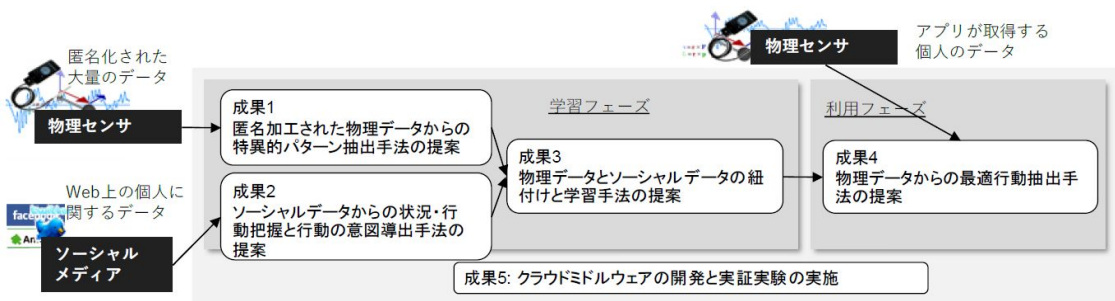 匿名化された
大量のデータ
物理センサ
Web上の個人に
関するデータ
facebook
ソーシャル
メディア
物理センサ
アプリが取得する
個人のデータ
学習フェーズ
利用フェーズ
成果1
匿名加工された物理データからの
特異的パターン抽出手法の提案
成果2
ソーシャルデータからの状況・行
動把握と行動の意図導出手法の
提案
成果3
物理データとソーシャルデータの紐
付けと学習手法の提案
成果4
物理データからの最適行動抽出手
法の提案
成果5: クラウドミドルウェアの開発と実証実験の実施